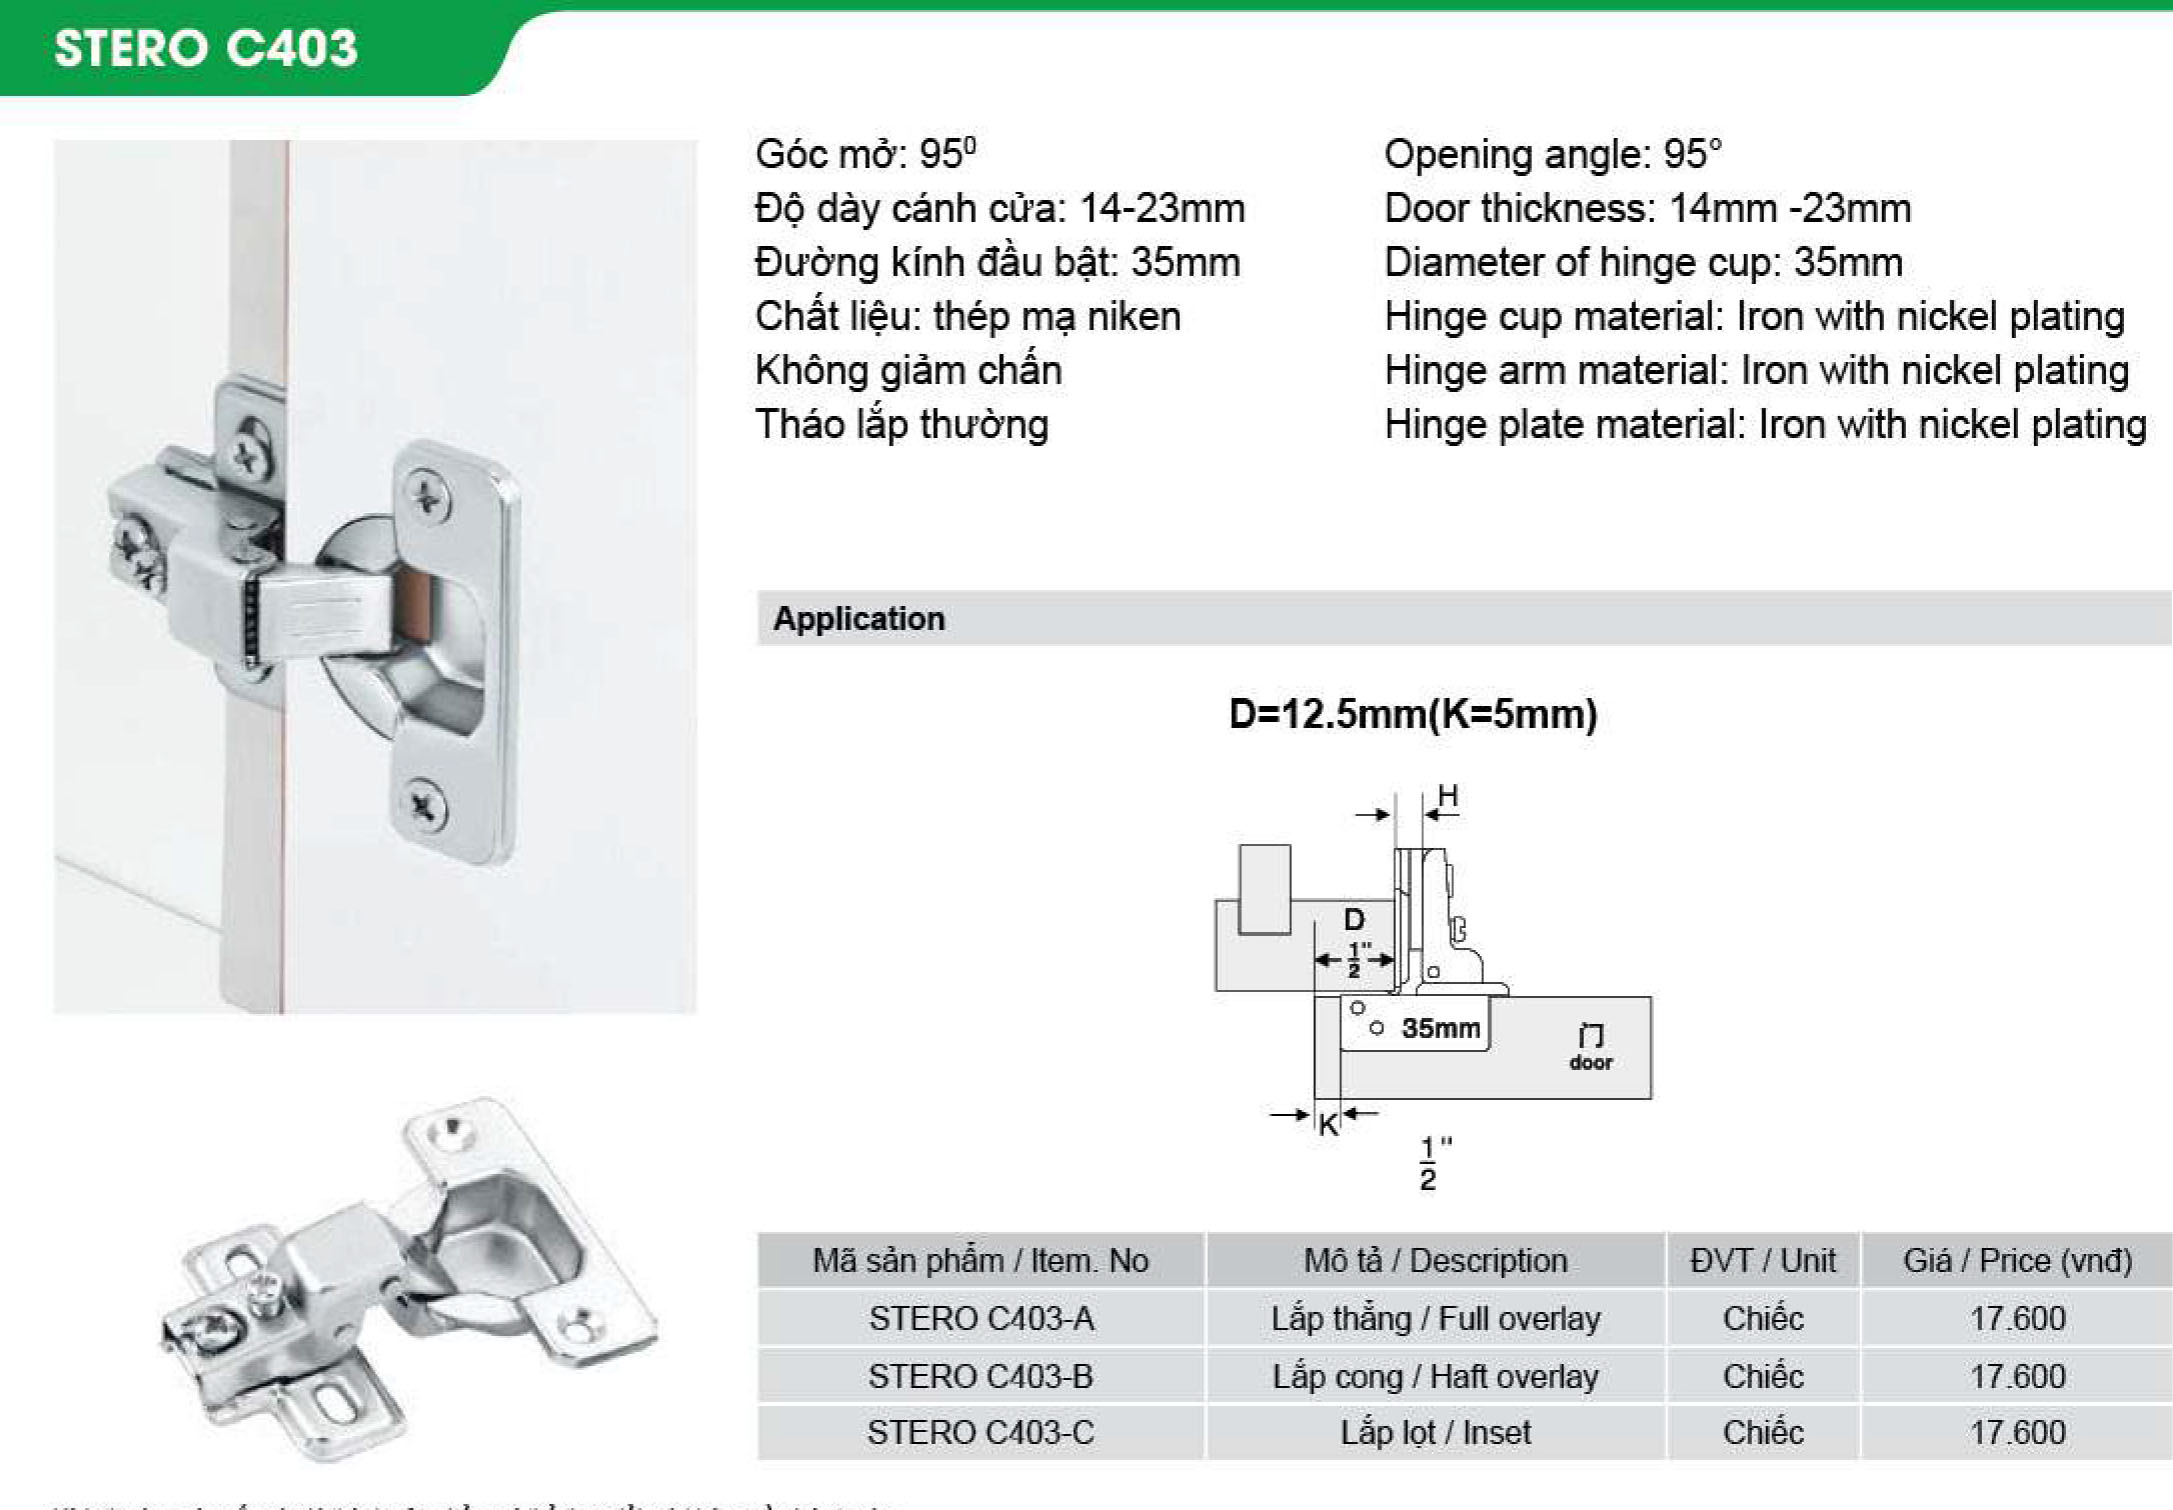 STERO C403
Góc mở: 95⁰
Độ dày cánh cửa: 14-23mm
Đường kính đầu bật: 35mm
Chất liệu: thép mạ niken
Không giảm chấn
Tháo lắp thường
Opening angle: 95°
Door thickness: 14mm -23mm
Diameter of hinge cup: 35mm
Hinge cup material: Iron with nickel plating
Hinge arm material: Iron with nickel plating
Hinge plate material: Iron with nickel plating
Application
D=12.5mm(K=5mm)
H
D
1/2"
35mm
门
door
K
1/2"
Mã sản phẩm / Item. No Mô tả / Description ĐVT / Unit Giá / Price (vnđ)
STERO C403-A Lắp thẳng / Full overlay Chiếc 17.600
STERO C403-B Lắp cong / Haft overlay Chiếc 17.600
STERO C403-C Lắp lọt / Inset Chiếc 17.600